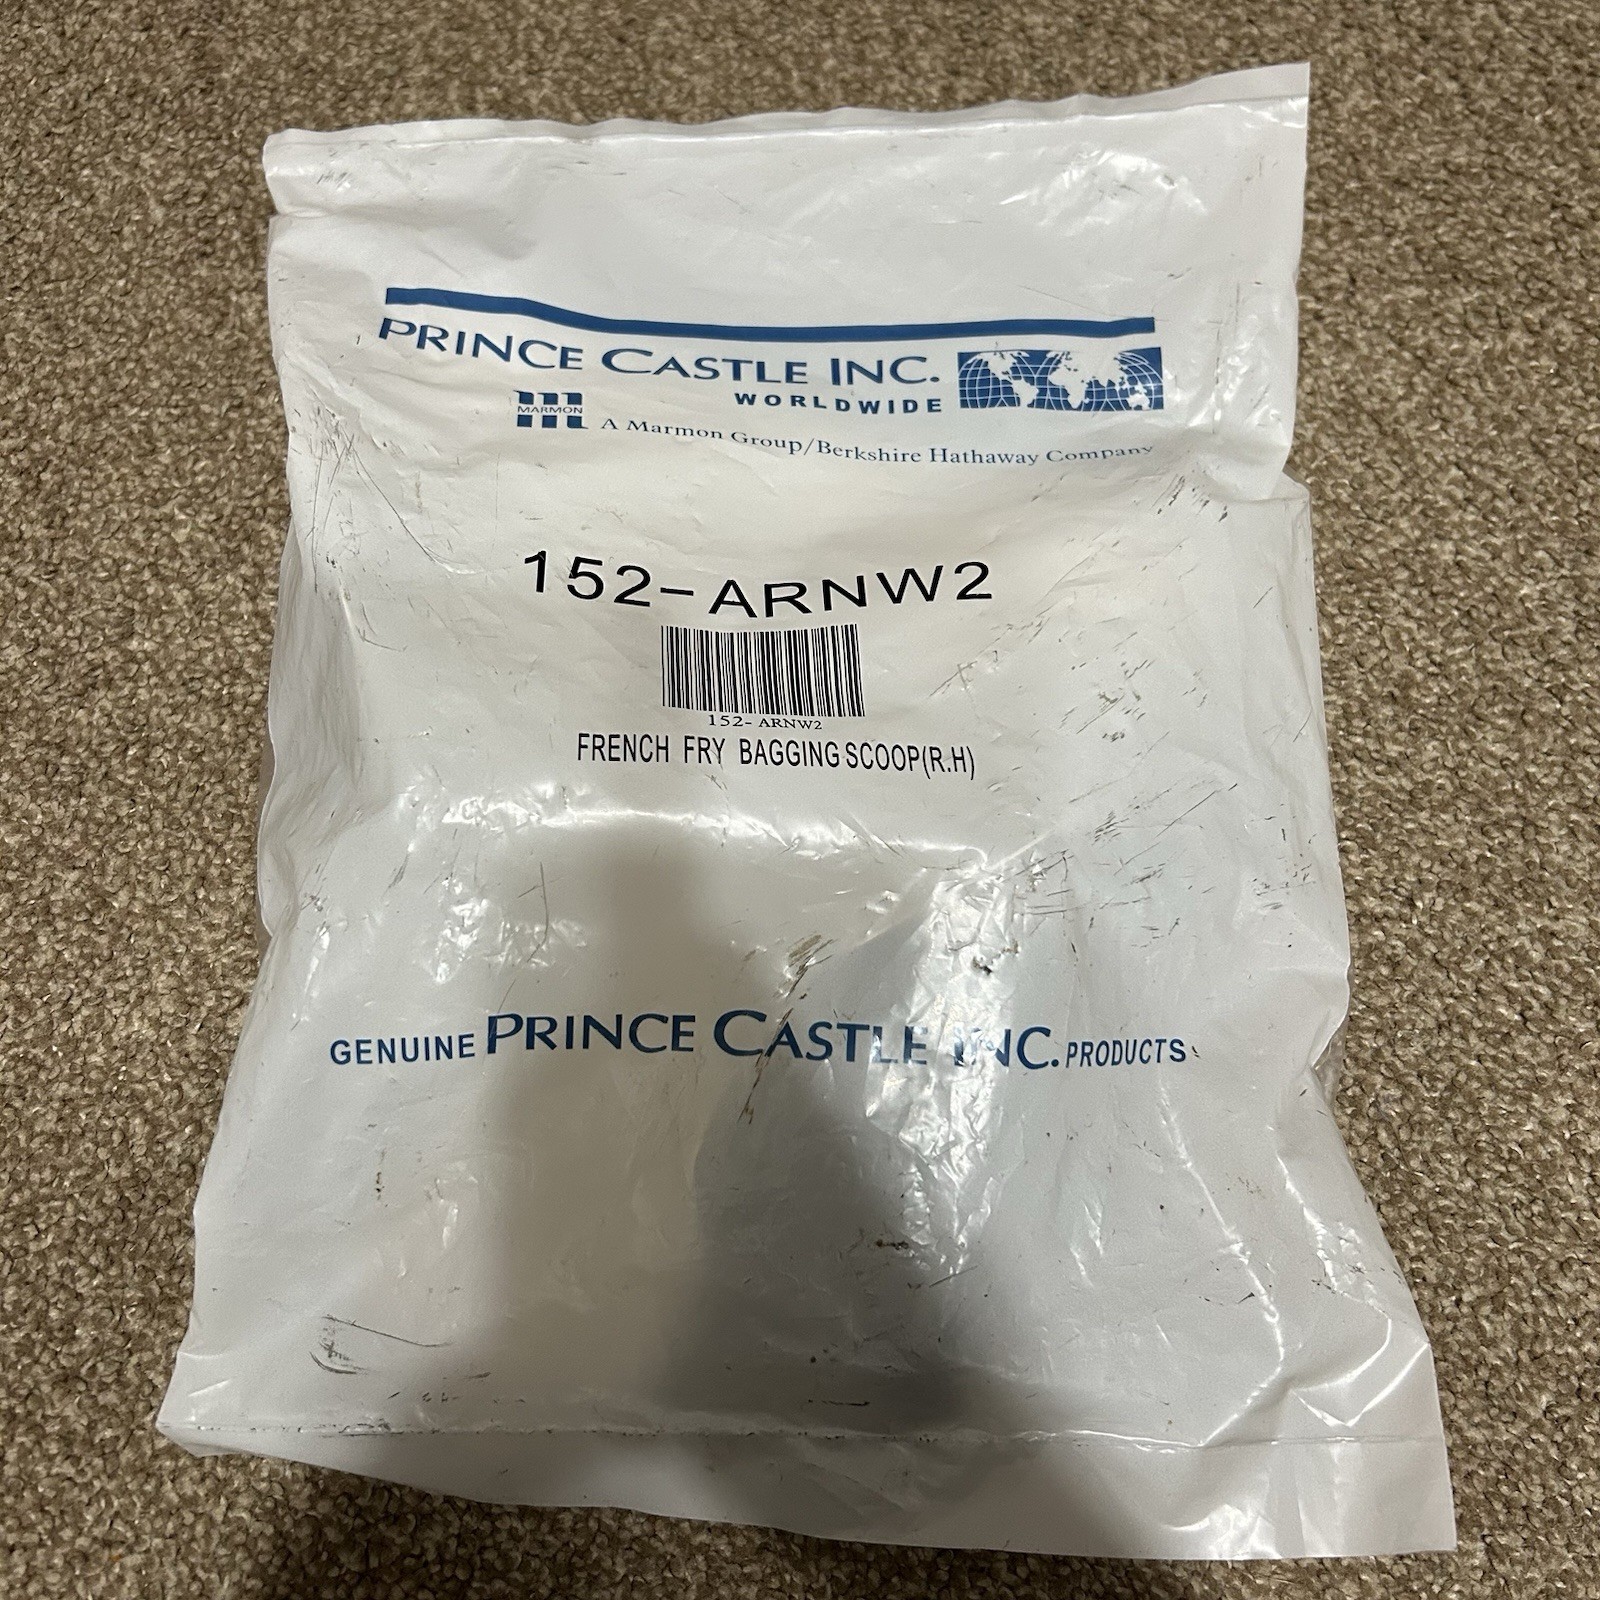 PRINCE CASTLE INC.
WORLDWIDE
MARMON
A Marmon Group/Berkshire Hathaway Company
152-ARNW2
152- ARNW2
FRENCH FRY BAGGING SCOOP(R.H)
GENUINE PRINCE CASTLE INC. PRODUCTS